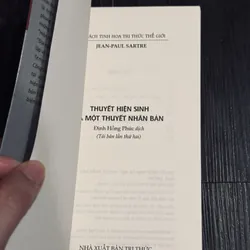 TINH HOA TRI THỨC THẾ GIỚI
JEAN-PAUL SARTRE
THUYẾT HIỆN SINH
MỘT THUYẾT NHÂN BẢN
Đinh Hồng Phúc dịch
(Tái bản lần thứ hai)
NHÀ XUẤT BẢN TRI THỨC